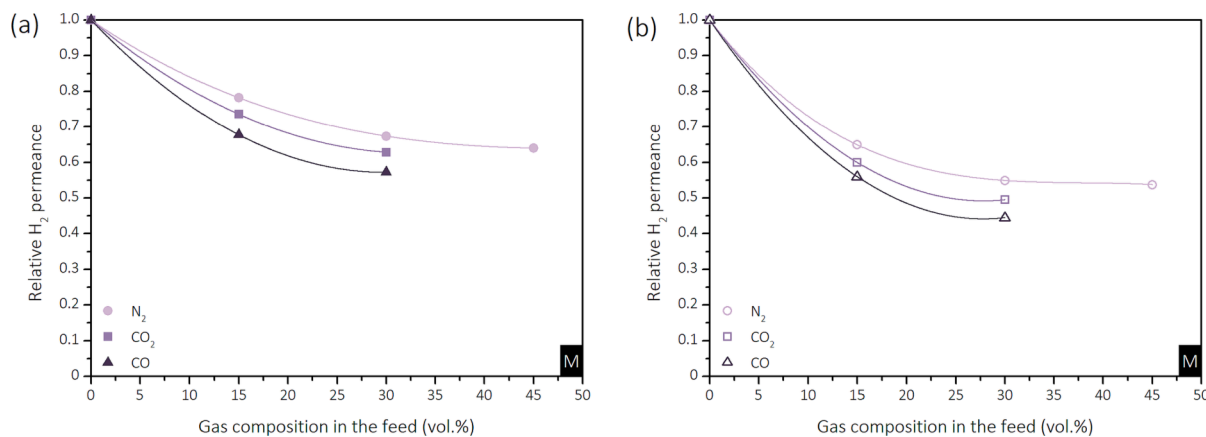 (a)
1.0
0.9
0.8
0.7
0.6
0.5
0.4
0.3
0.2
0.1
0
Relative H₂ permeance
N₂
CO₂
CO
M
0 5 10 15 20 25 30 35 40 45 50
Gas composition in the feed (vol.%)
(b)
1.0
0.9
0.8
0.7
0.6
0.5
0.4
0.3
0.2
0.1
0
Relative H₂ permeance
N₂
CO₂
CO
M
0 5 10 15 20 25 30 35 40 45 50
Gas composition in the feed (vol.%)